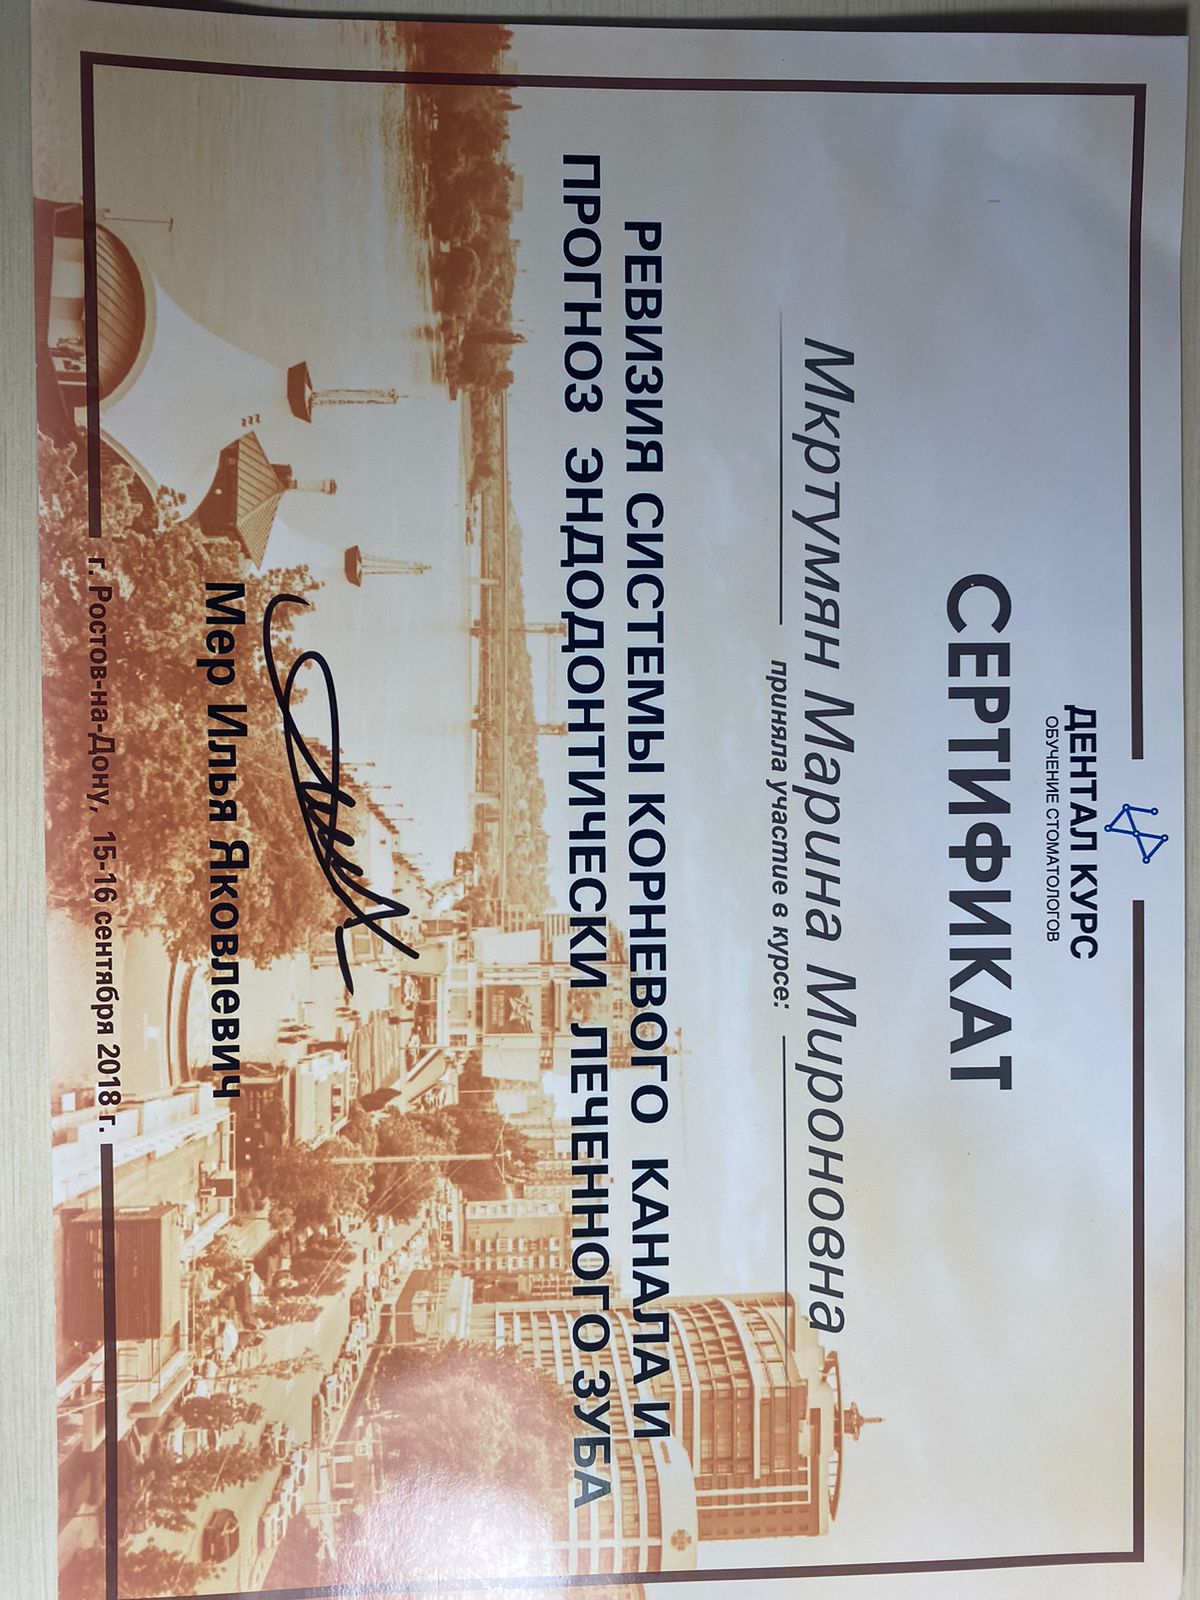 ДЕНТАЛ КУРС
ОБУЧЕНИЕ СТОМАТОЛОГОВ
СЕРТИФИКАТ
Мкртумян Марина Мироновна
приняла участие в курсе:
РЕВИЗИЯ СИСТЕМЫ КОРНЕВОГО КАНАЛА И
ПРОГНОЗ ЭНДОДОНТИЧЕСКИ ЛЕЧЕННОГО ЗУБА
Мер Илья Яковлевич
г. Ростов-на-Дону, 15-16 сентября 2018 г.